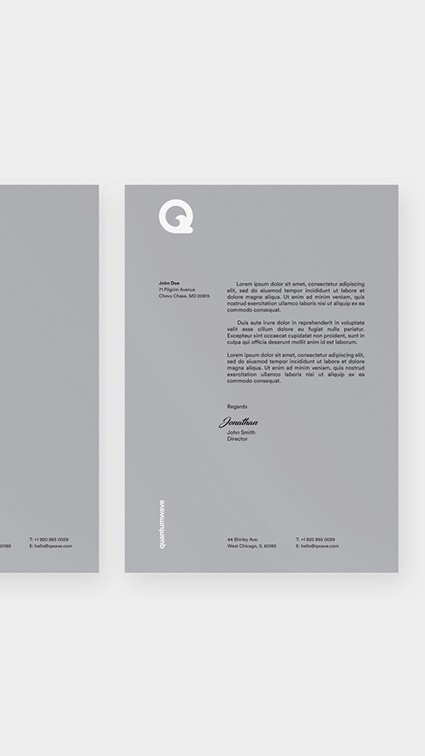 Q
John Doe
71 Pilgrim Avenue
Chevy Chase, MD 20815
Lorem ipsum dolor sit amet, consectetur adipiscing
elit, sed do eiusmod tempor incididunt ut labore et
dolore magna aliqua. Ut enim ad minim veniam, quis
nostrud exercitation ullamco laboris nisi ut aliquip ex ea
commodo consequat.
Duis aute irure dolor in reprehenderit in voluptate
velit esse cillum dolore eu fugiat nulla pariatur.
Excepteur sint occaecat cupidatat non proident, sunt in
culpa qui officia deserunt mollit anim id est laborum.
Lorem ipsum dolor sit amet, consectetur adipiscing elit,
sed do eiusmod tempor incididunt ut labore et dolore
magna aliqua. Ut enim ad minim veniam, quis nostrud
exercitation ullamco laboris nisi ut aliquip ex ea
commodo consequat.
Regards
Jonathan
John Smith
Director
quantumwave
44 Shirley Ave.
West Chicago, IL 60185
T: +1 920 865 0059
E: hello@qwave.com
T: +1 920 865 0059
E: hello@qwave.com